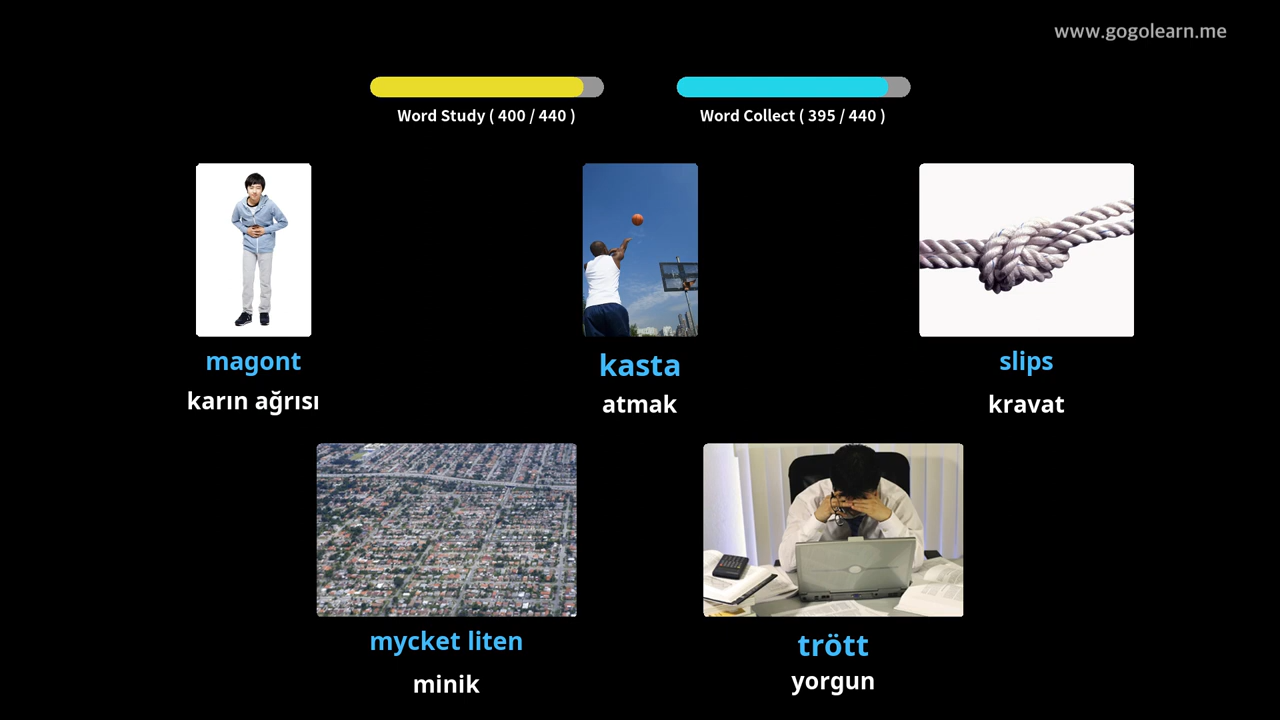 www.gogolearn.me
Word Study ( 400 / 440 )
Word Collect ( 395 / 440 )
magont
karın ağrısı
kasta
atmak
slips
kravat
mycket liten
minik
trött
yorgun